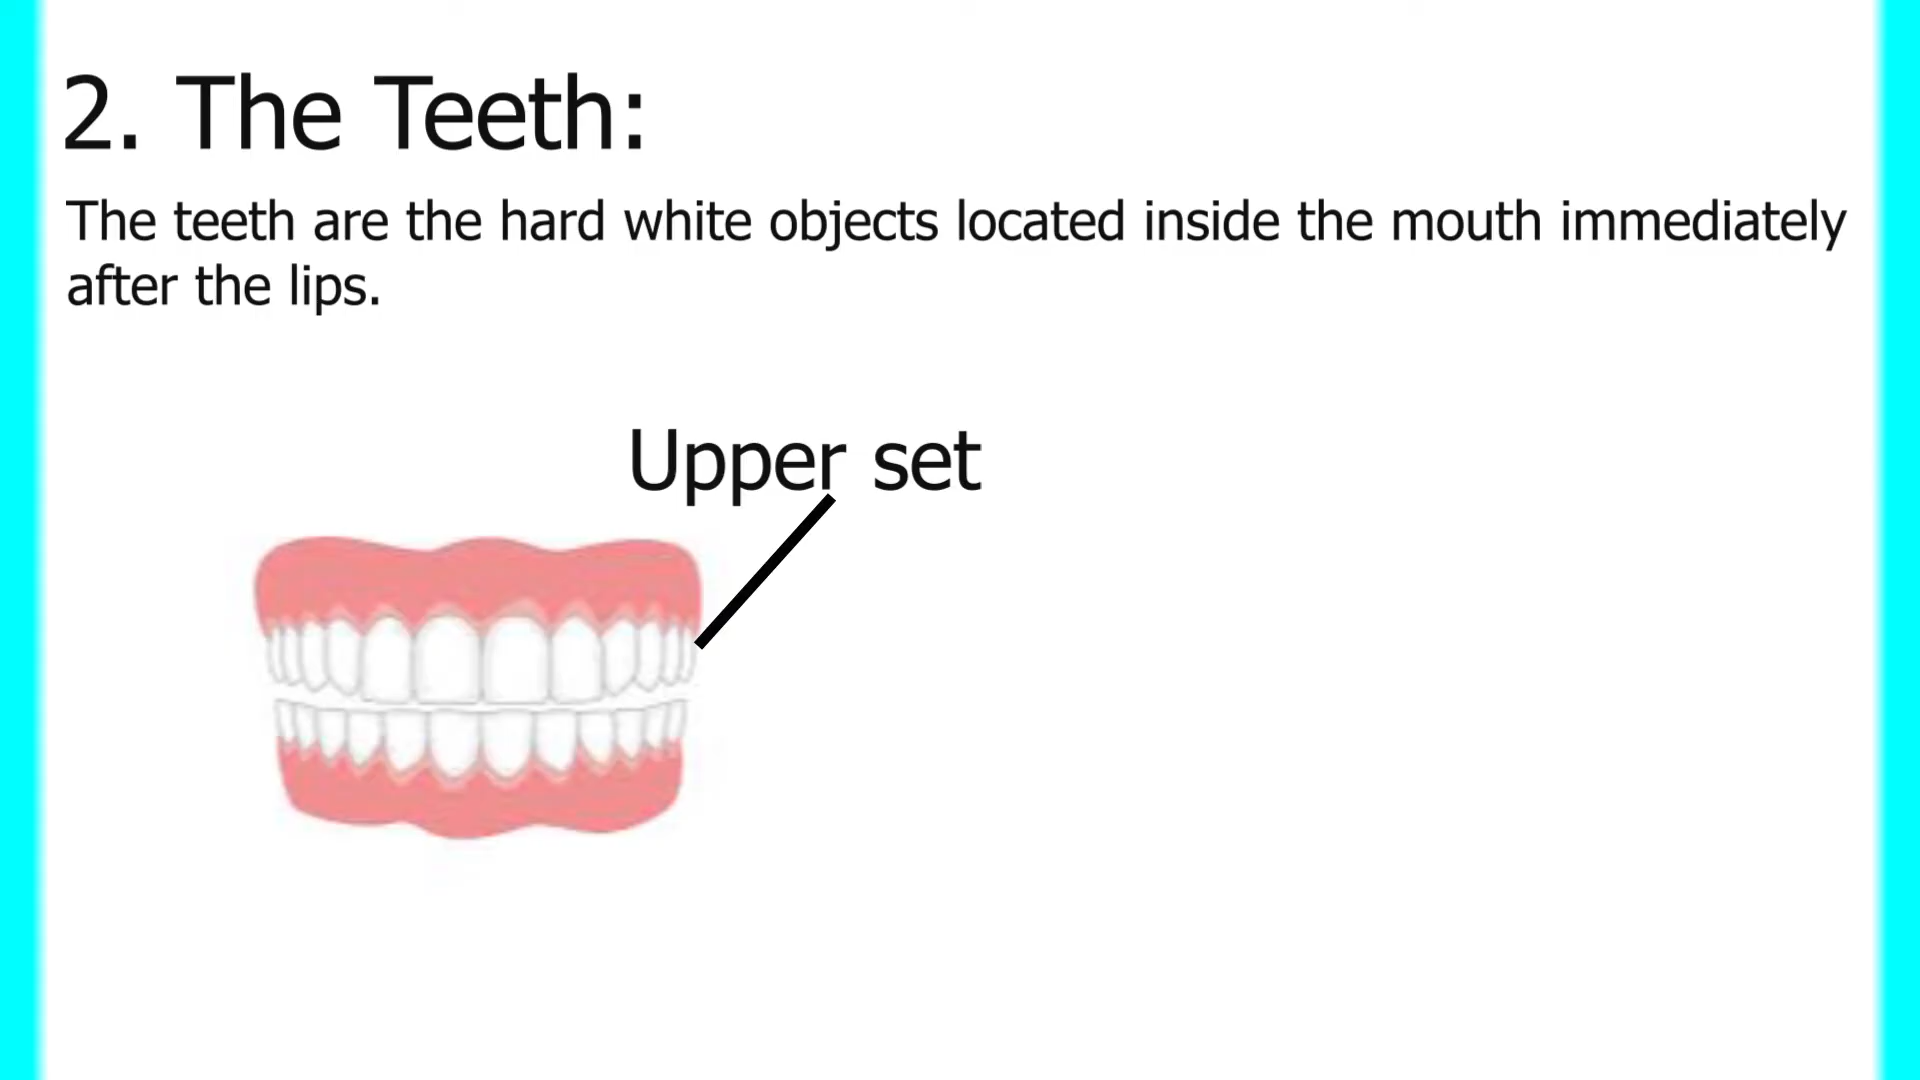 2. The Teeth:
The teeth are the hard white objects located inside the mouth immediately
after the lips.
Upper set